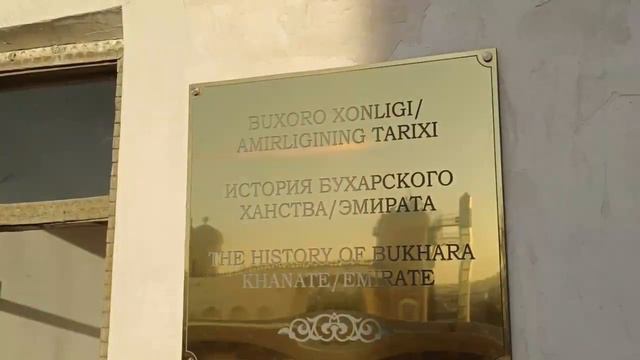 BUXORO XONLIGI/
AMIRLIGINING TARIXI
ИСТОРИЯ БУХАРСКОГО
ХАНСТВА/ЭМИРАТА
THE HISTORY OF BUKHARA
KHANATE/EMIRATE